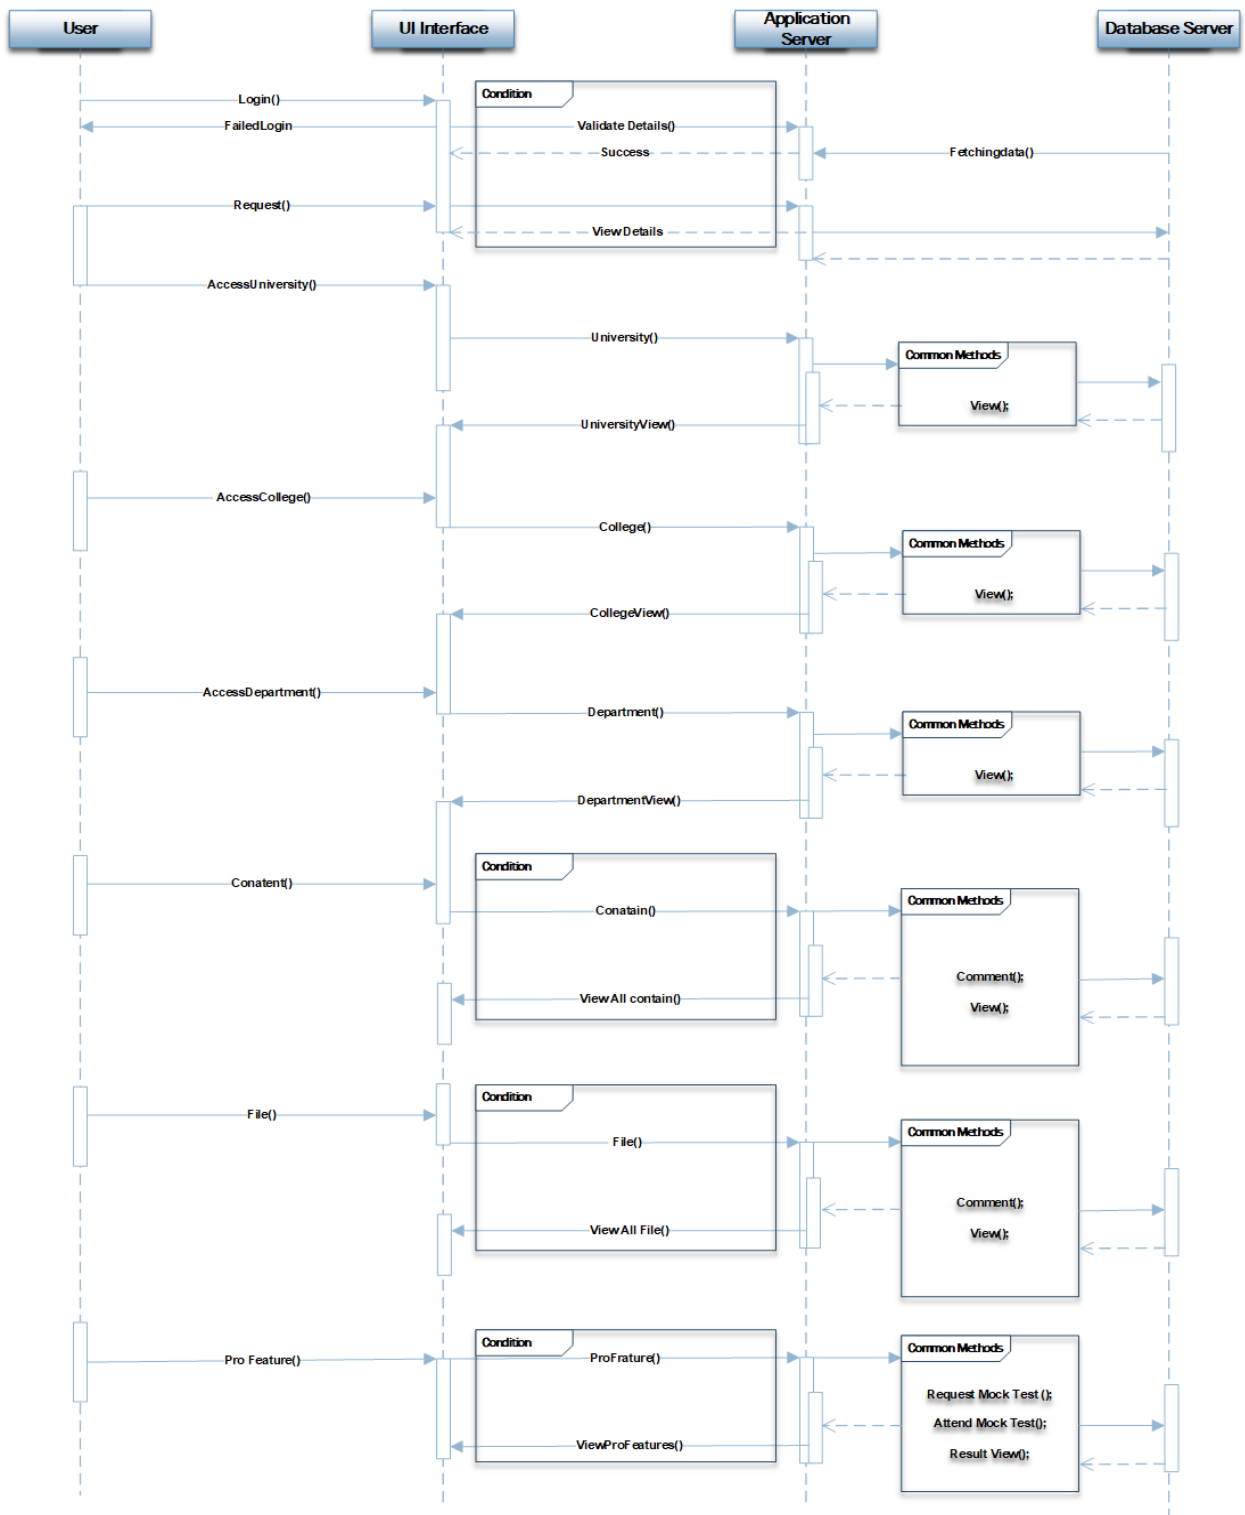 User
UI Interface
Application
Server
Database Server
Condition
Login()
FailedLogin
Validate Details()
Success
Fetchingdata()
Request()
View Details
AccessUniversity()
University()
Common Methods
View();
UniversityView()
AccessCollege()
College()
Common Methods
View();
CollegeView()
AccessDepartment()
Department()
Common Methods
View();
DepartmentView()
Condition
Conatent()
Common Methods
Conatain()
Comment();
View All contain()
View();
Condition
File()
Common Methods
File()
Comment();
View All File()
View();
Condition
Common Methods
Pro Feature()
ProFrature()
Request Mock Test ();
Attend Mock Test();
ViewProFeatures()
Result View();